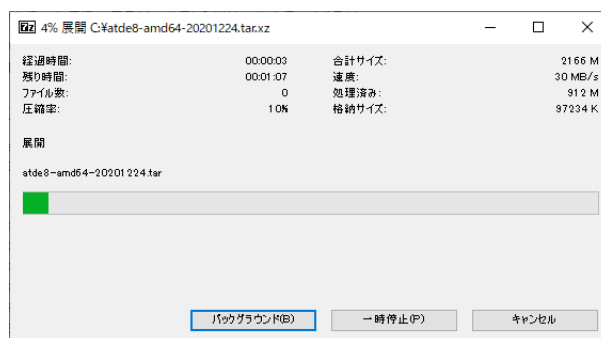 7z 4% 展開 C:¥atde8-amd64-20201224.tar.xz
経過時間: 00:00:03 合計サイズ: 2166 M
残り時間: 00:01:07 速度: 30 MB/s
ファイル数: 0 処理済み: 912 M
圧縮率: 10% 格納サイズ: 97234 K
展開
atde8-amd64-20201224.tar
バックグラウンド(B) 一時停止(P) キャンセル